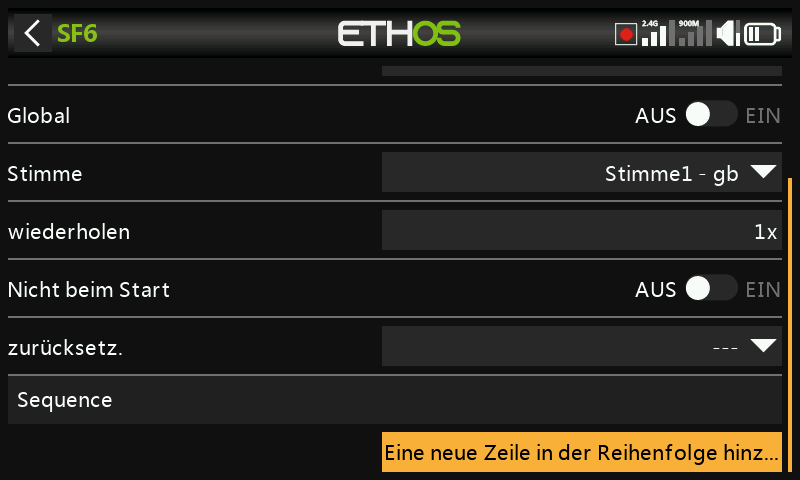 SF6
ETHOS
2.4G
900M
Global
AUS EIN
Stimme
Stimme1 - gb
wiederholen
1x
Nicht beim Start
AUS EIN
zurücksetz.
---
Sequence
Eine neue Zeile in der Reihenfolge hinz...